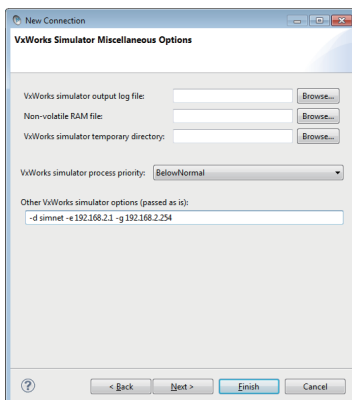 New Connection
VxWorks Simulator Miscellaneous Options
VxWorks simulator output log file:
Browse...
Non-volatile RAM file:
Browse...
VxWorks simulator temporary directory:
Browse...
VxWorks simulator process priority: BelowNormal
Other VxWorks simulator options (passed as is):
-d simnet -e 192.168.2.1 -g 192.168.2.254
? < Back Next > Finish Cancel